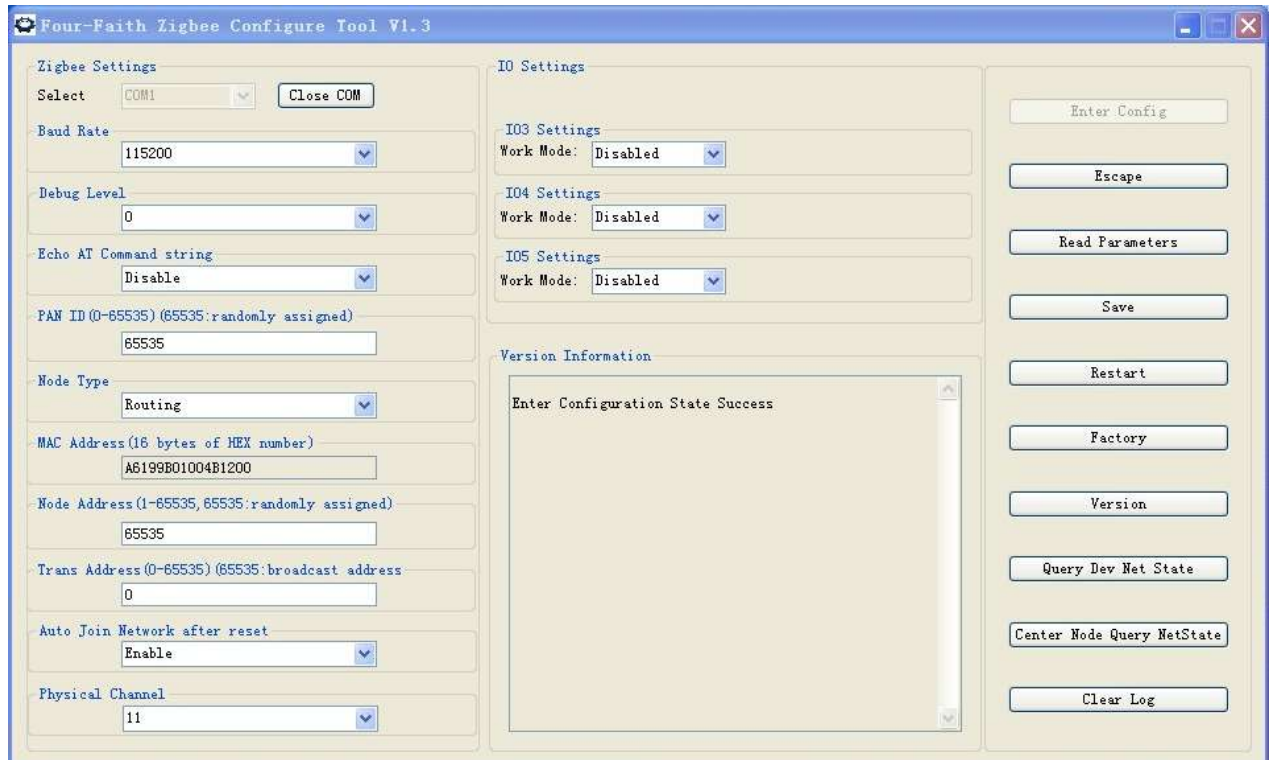 Four-Faith Zigbee Configure Tool V1.3
Zigbee Settings
Select COM1 Close COM
Baud Rate
115200
Debug Level
0
Echo AT Command string
Disable
PAN ID(0-65535)(65535:randomly assigned)
65535
Node Type
Routing
MAC Address(16 bytes of HEX number)
A6199B01004B1200
Node Address(1-65535,65535:randomly assigned)
65535
Trans Address(0-65535)(65535:broadcast address
0
Auto Join Network after reset
Enable
Physical Channel
11
IO Settings
IO3 Settings
Work Mode: Disabled
IO4 Settings
Work Mode: Disabled
IO5 Settings
Work Mode: Disabled
Version Information
Enter Configuration State Success
Enter Config
Escape
Read Parameters
Save
Restart
Factory
Version
Query Dev Net State
Center Node Query NetState
Clear Log